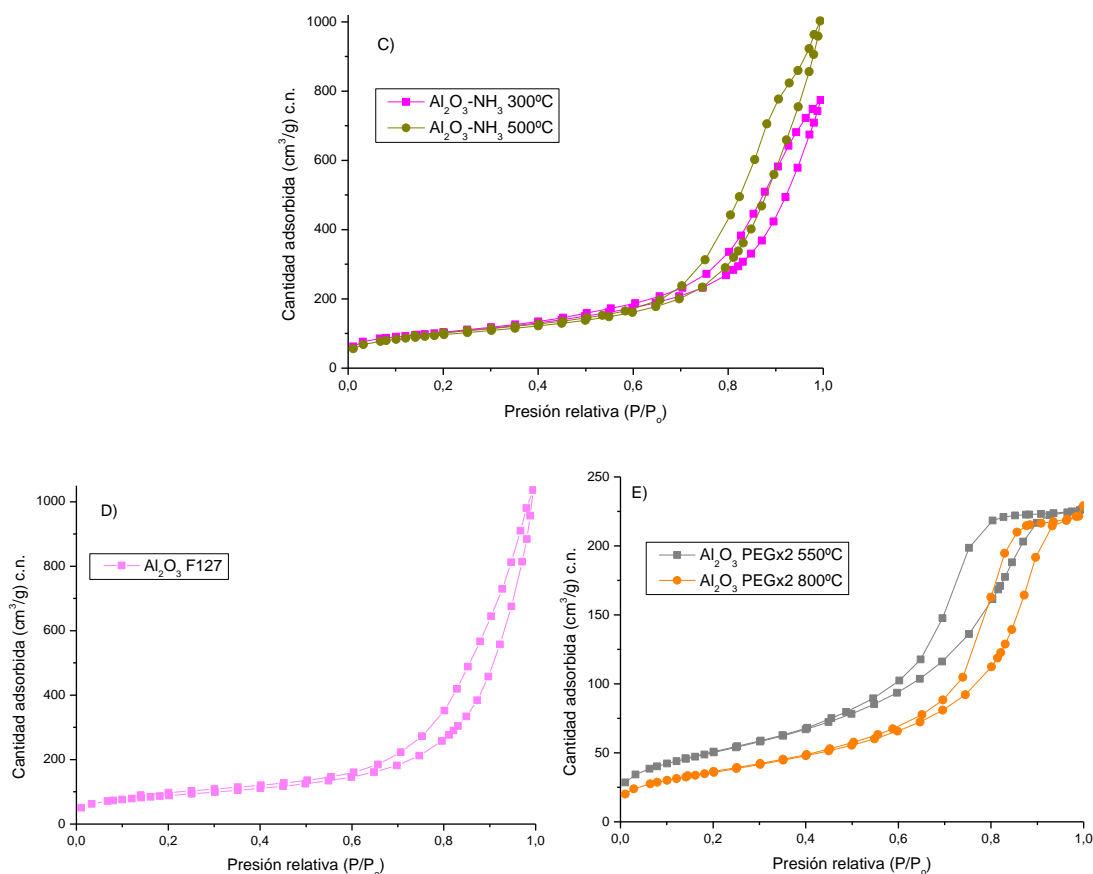 C)
Al₂O₃-NH₃ 300ºC
Al₂O₃-NH₃ 500ºC
Cantidad adsorbida (cm³/g) c.n.
1000
800
600
400
200
0
0,0 0,2 0,4 0,6 0,8 1,0
Presión relativa (P/Pₒ)
D)
Al₂O₃ F127
Cantidad adsorbida (cm³/g) c.n.
1000
800
600
400
200
0
0,0 0,2 0,4 0,6 0,8 1,0
Presión relativa (P/Pₒ)
E)
Al₂O₃ PEGx2 550ºC
Al₂O₃ PEGx2 800ºC
Cantidad adsorbida (cm³/g) c.n.
250
200
150
100
50
0
0,0 0,2 0,4 0,6 0,8 1,0
Presión relativa (P/Pₒ)